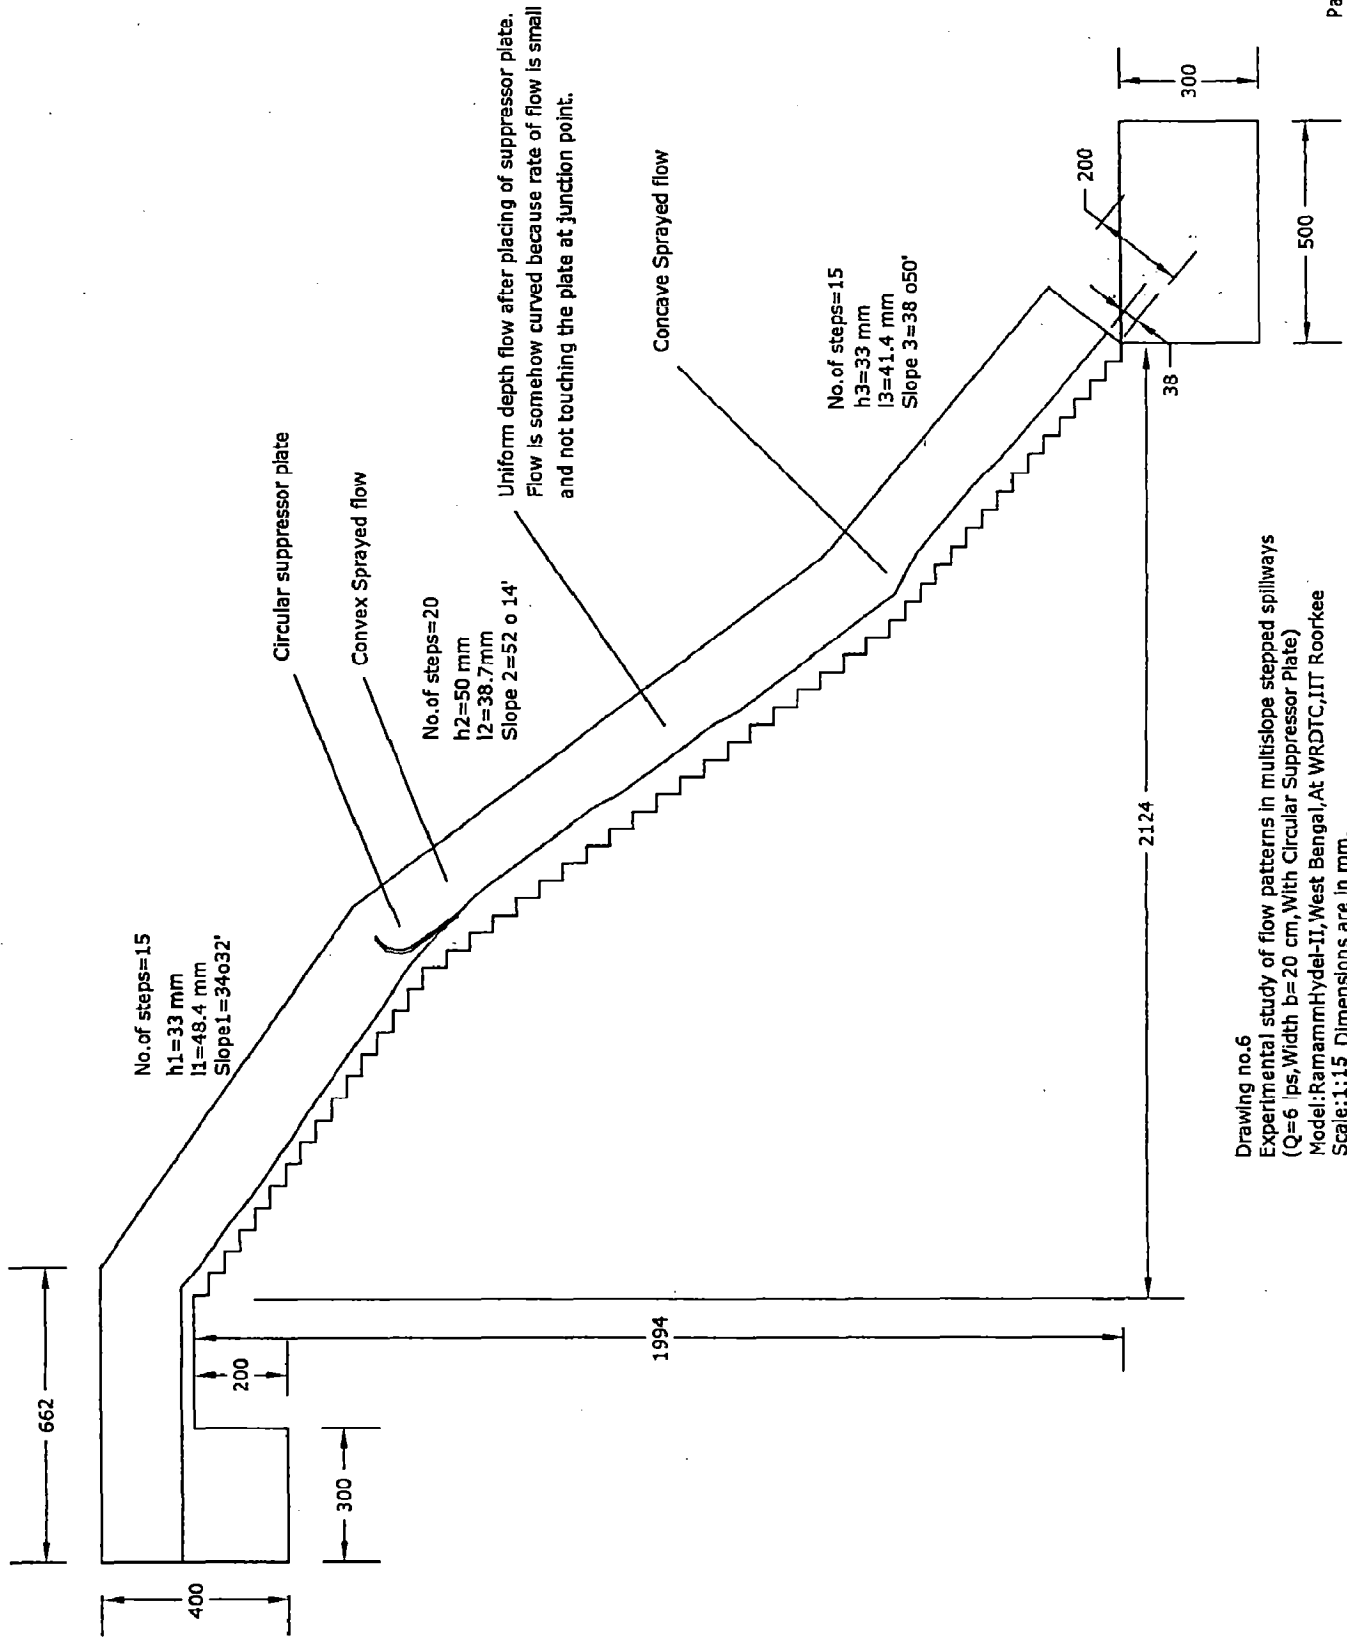 662
400
300
200
1994
No.of steps=15
h1=33 mm
l1=48.4 mm
Slope1=34o32'
Circular suppressor plate
Convex Sprayed flow
No.of steps=20
h2=50 mm
l2=38.7mm
Slope 2=52 o 14'
Uniform depth flow after placing of suppressor plate.
Flow is somehow curved because rate of flow is small
and not touching the plate at junction point.
Concave Sprayed flow
No.of steps=15
h3=33 mm
l3=41.4 mm
Slope 3=38 o50'
200
300
38
500
2124
Drawing no.6
Experimental study of flow patterns in multislope stepped spillways
(Q=6 lps,Width b=20 cm,With Circular Suppressor Plate)
Model:RamammHydel-II,West Bengal,At WRDTC,IIT Roorkee
Scale:1:15 Dimensions are in mm.